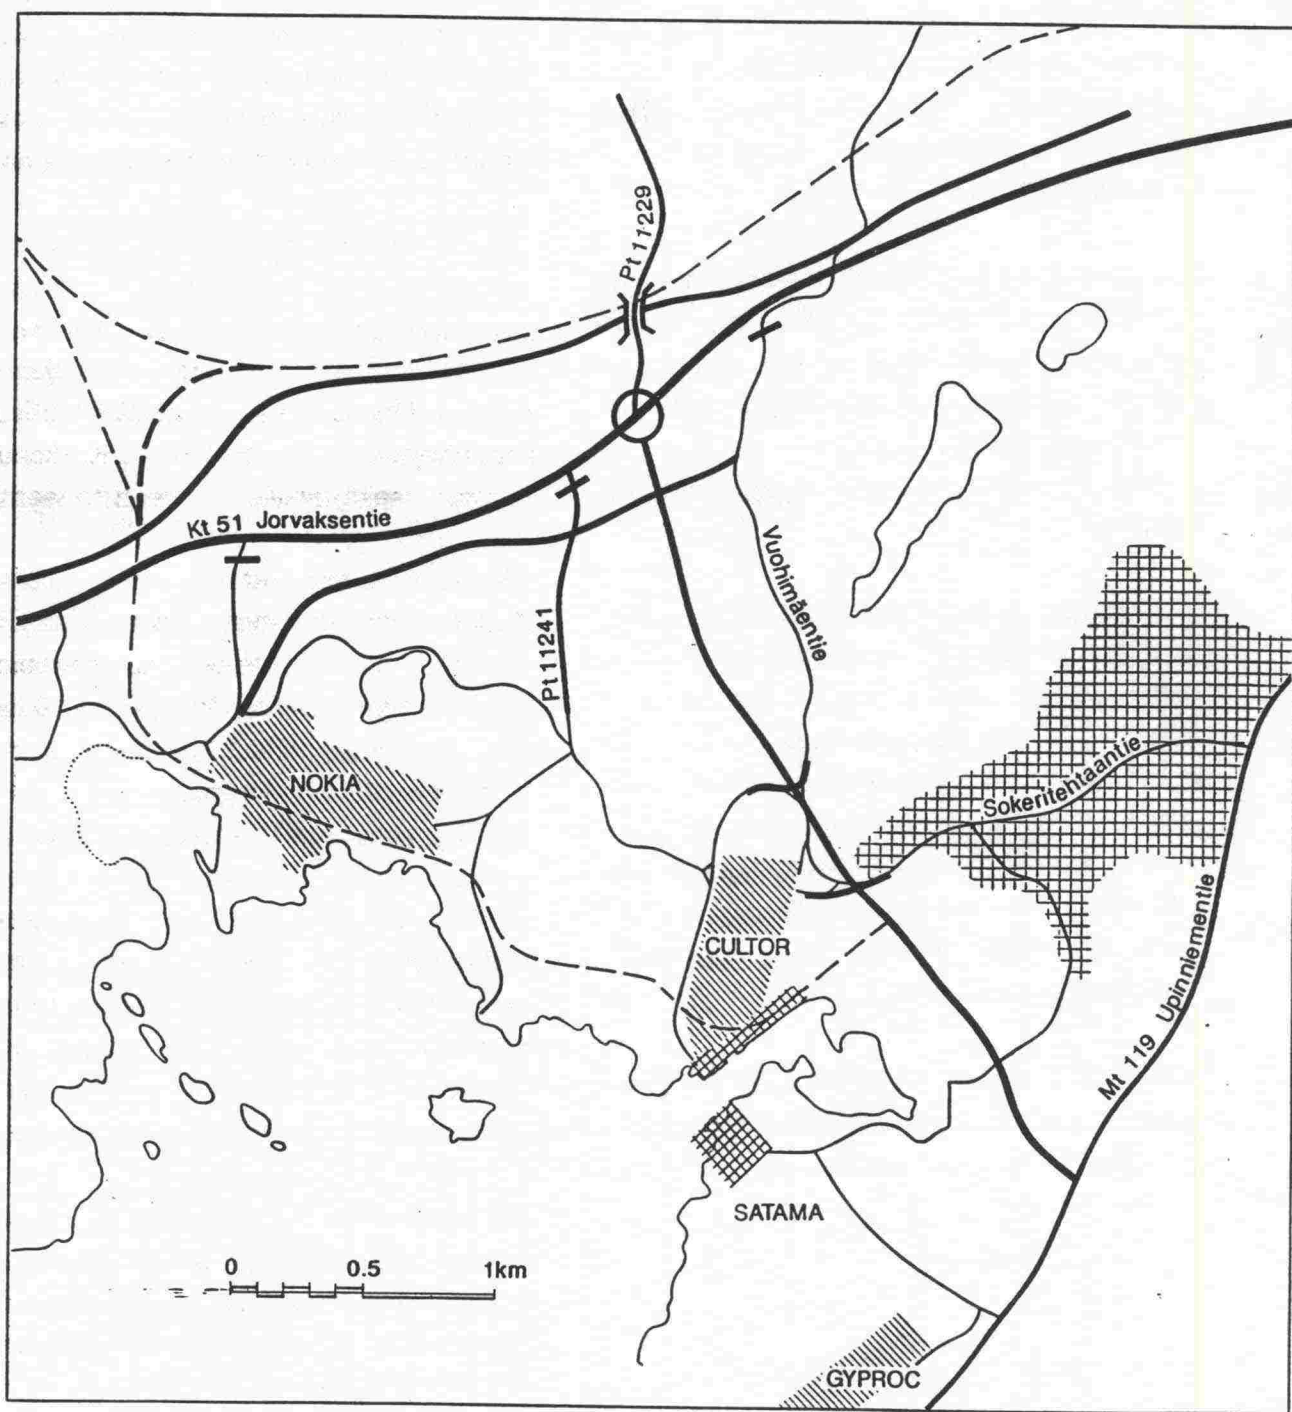 Pt 11229
Kt 51 Jorvaksentie
Vuohimäentie
Pt 11241
NOKIA
Sokeritehtaantie
CULTOR
Mt 119 Upinniementie
SATAMA
0 0.5 1km
GYPROC